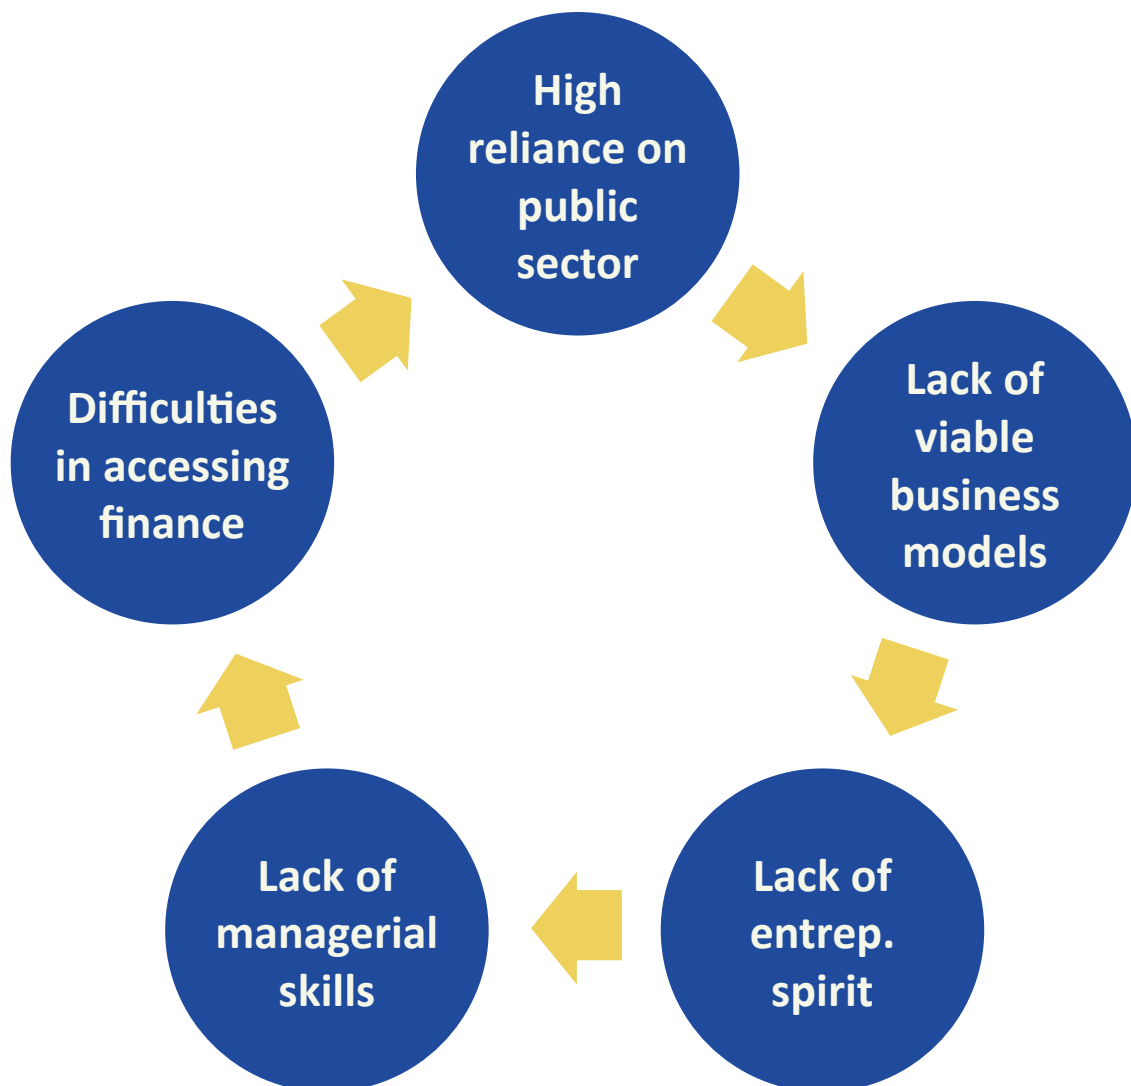 High
reliance on
public
sector
Lack of
viable
business
models
Lack of
entrep.
spirit
Lack of
managerial
skills
Difficulties
in accessing
finance